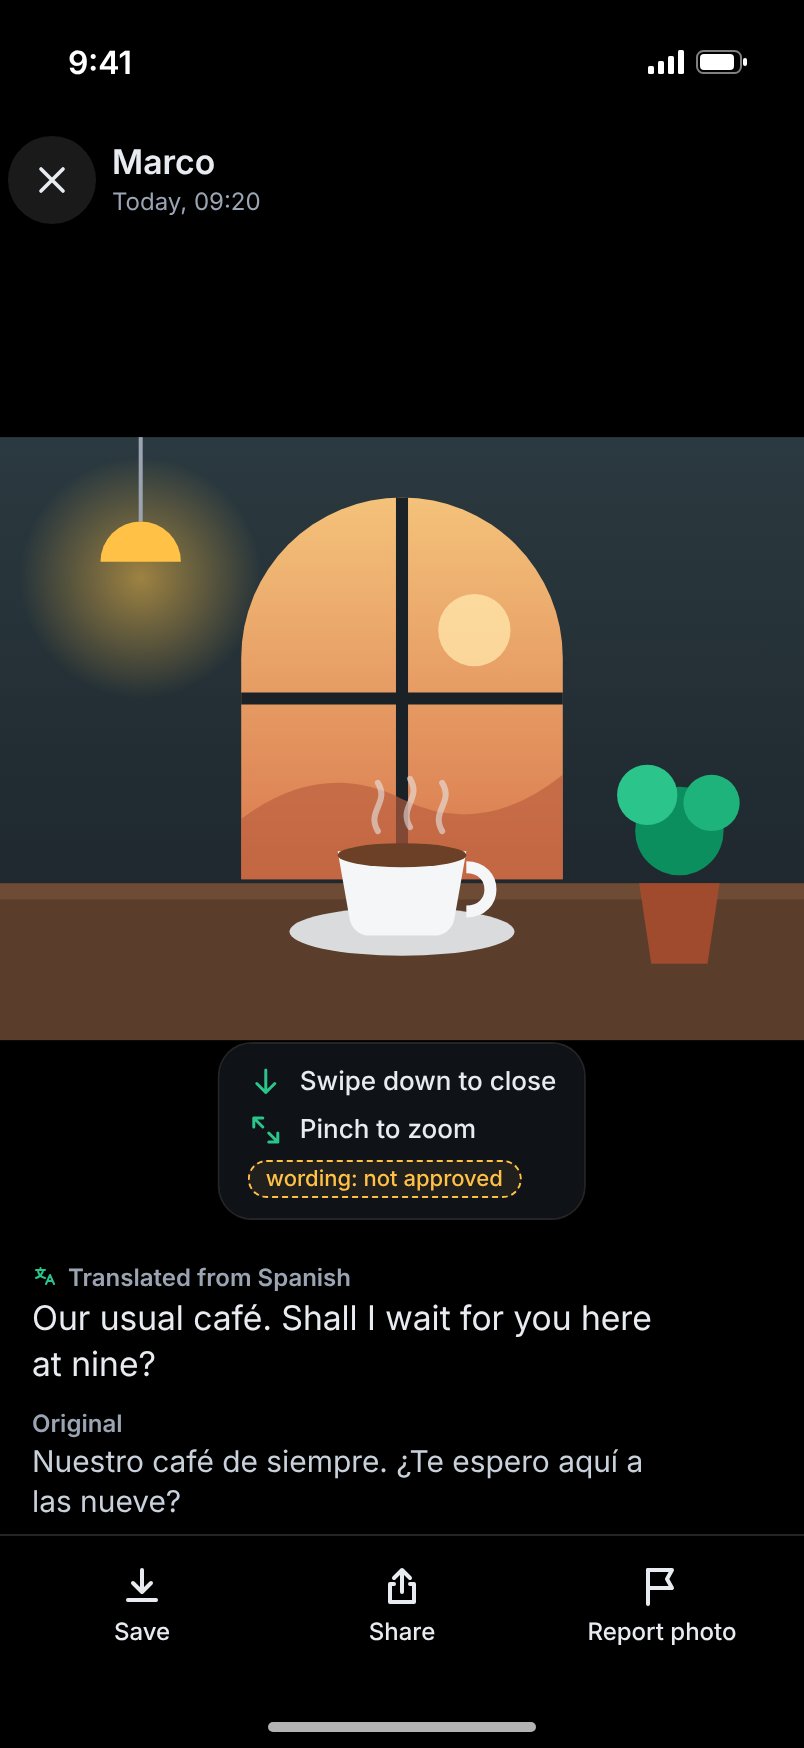 9:41
Marco
Today, 09:20
Swipe down to close
Pinch to zoom
wording: not approved
Translated from Spanish
Our usual café. Shall I wait for you here
at nine?
Original
Nuestro café de siempre. ¿Te espero aquí a
las nueve?
Save
Share
Report photo